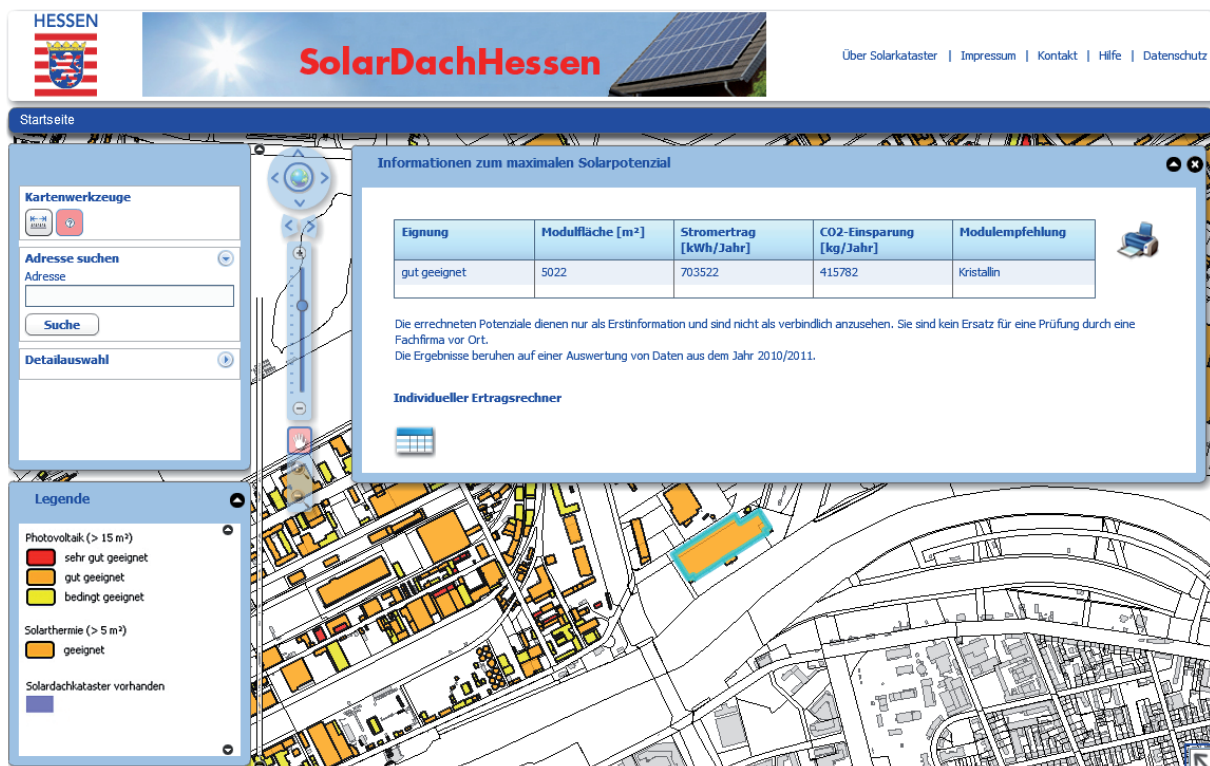 HESSEN
SolarDachHessen
Über Solarkataster | Impressum | Kontakt | Hilfe | Datenschutz
Startseite
Kartenwerkzeuge
Adresse suchen
Adresse
Suche
Detailauswahl
Informationen zum maximalen Solarpotenzial
Eignung Modulfläche [m²] Stromertrag [kWh/Jahr] CO2-Einsparung [kg/Jahr] Modulempfehlung
gut geeignet 5022 703522 415782 Kristallin
Die errechneten Potenziale dienen nur als Erstinformation und sind nicht als verbindlich anzusehen. Sie sind kein Ersatz für eine Prüfung durch eine
Fachfirma vor Ort.
Die Ergebnisse beruhen auf einer Auswertung von Daten aus dem Jahr 2010/2011.
Individueller Ertragsrechner
Legende
Photovoltaik (> 15 m²)
sehr gut geeignet
gut geeignet
bedingt geeignet
Solarthermie (> 5 m²)
geeignet
Solardachkataster vorhanden